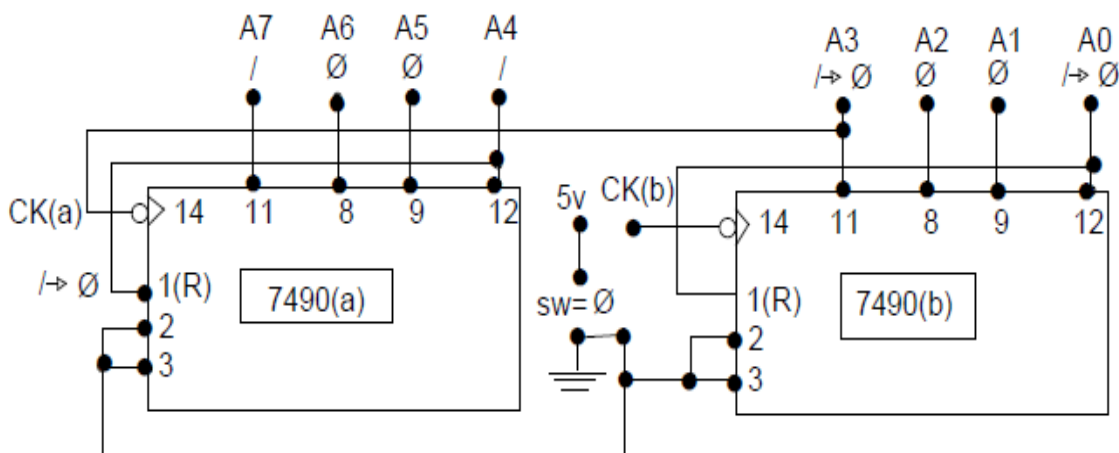 A7 A6 A5 A4 A3 A2 A1 A0
/ Ø Ø / /→ Ø Ø Ø /→ Ø
CK(a) 14 11 8 9 12 5v CK(b) 14 11 8 9 12
/→ Ø 1(R) 7490(a) sw= Ø 1(R) 7490(b)
2 2
3 3